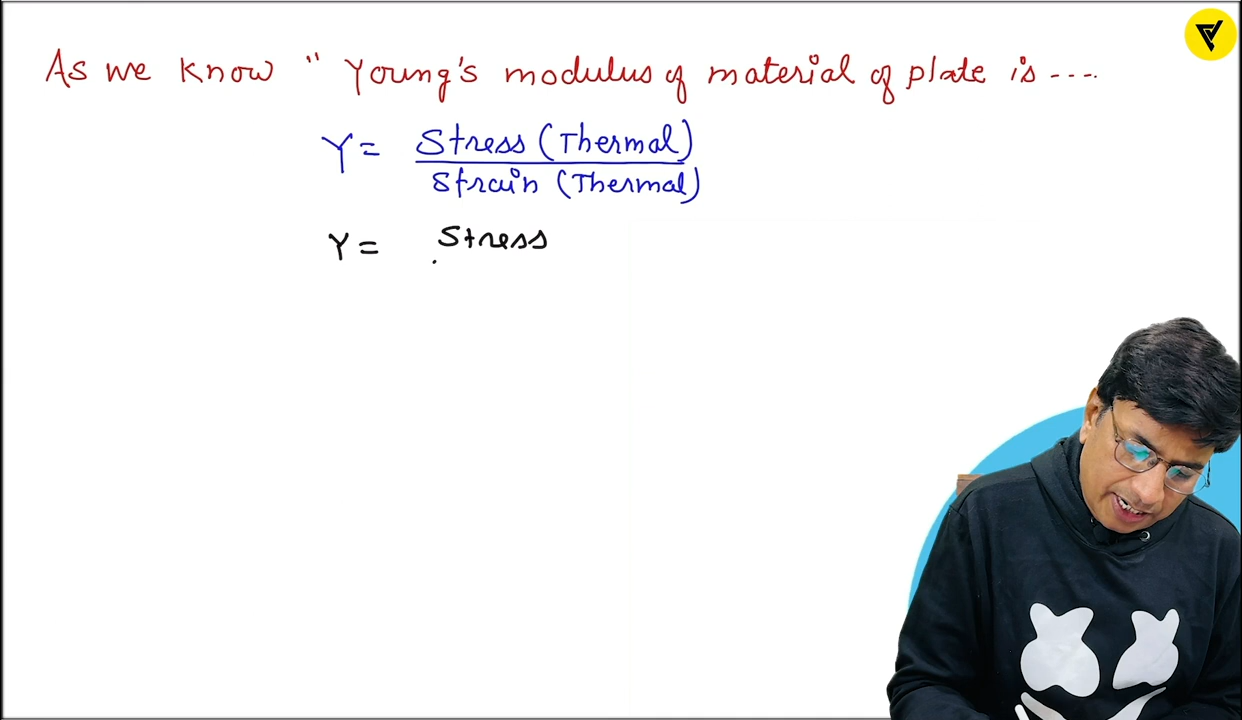 As we know " Young's modulus of material of plate is ----
Y = Stress (Thermal)
Strain (Thermal)
Y = Stress